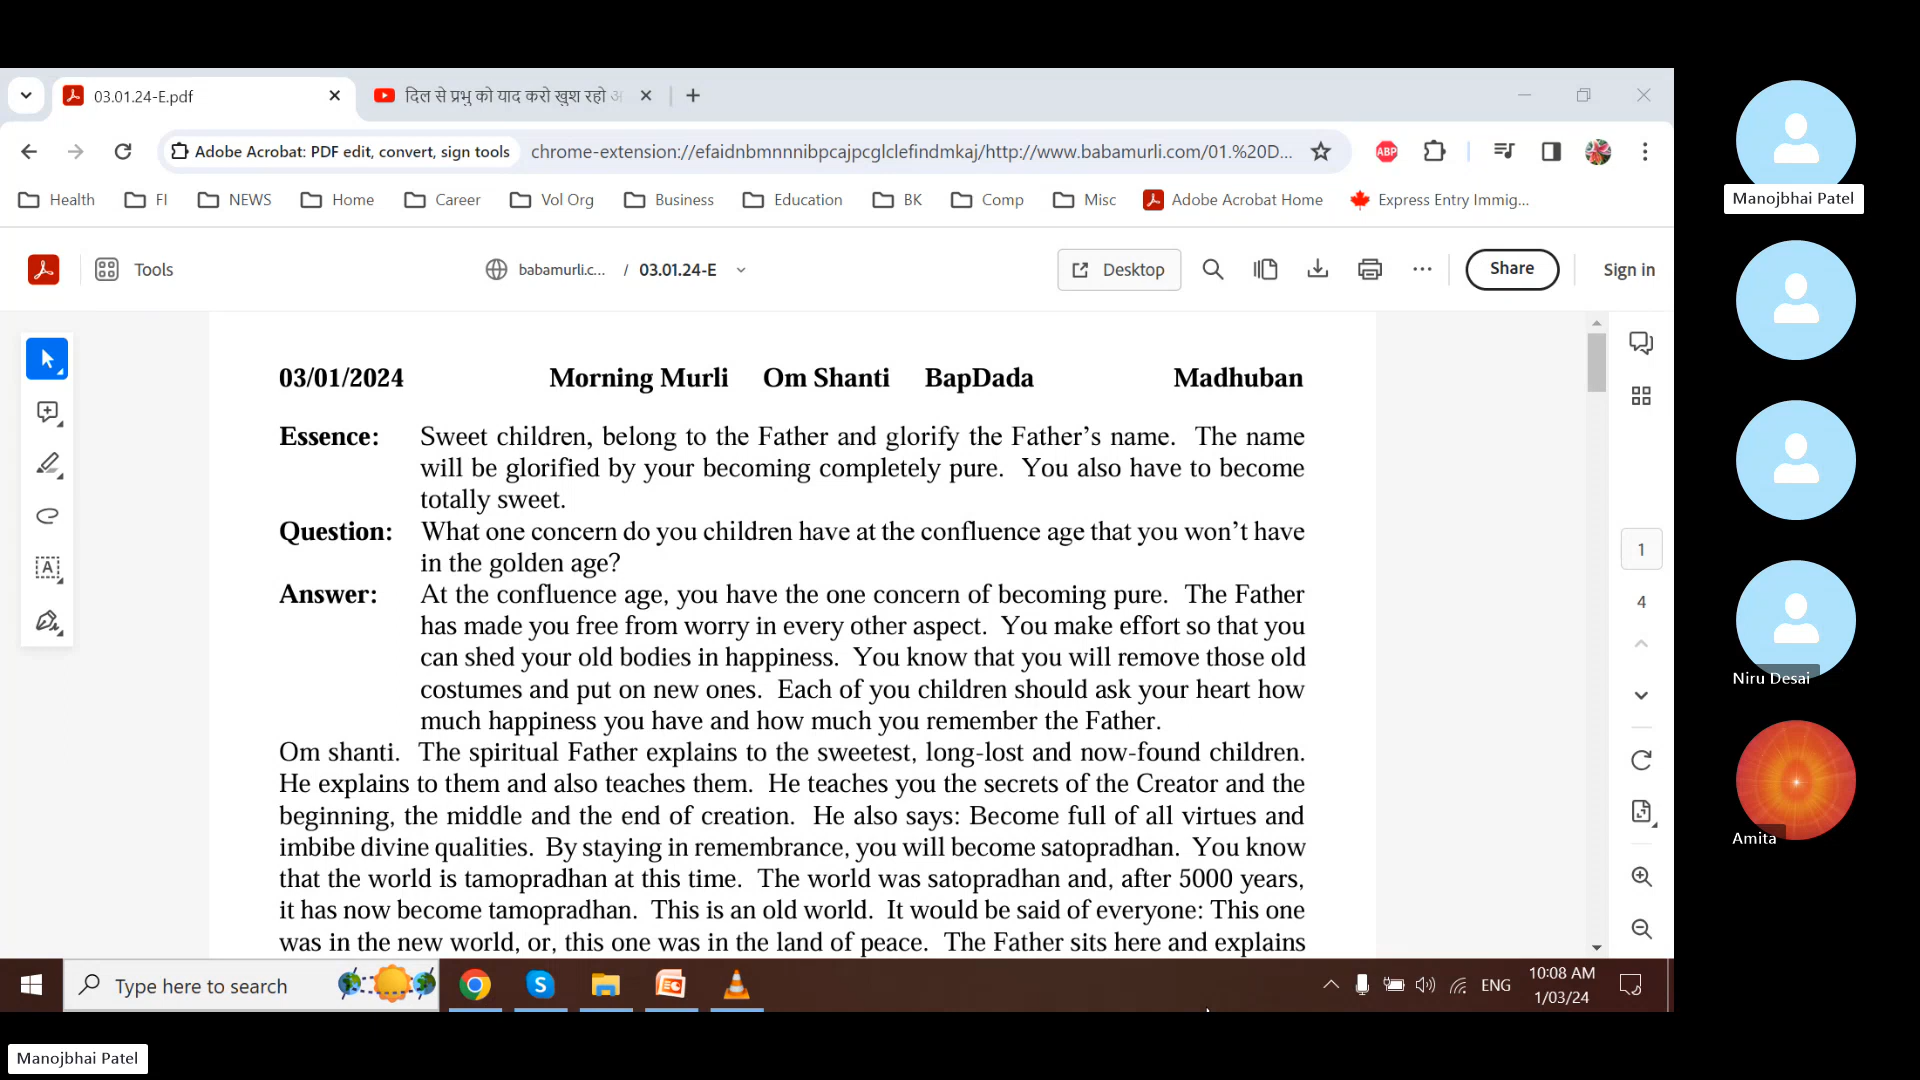 03.01.24-E.pdf
दिल से प्रभु को याद करो खुश रहो
Adobe Acrobat: PDF edit, convert, sign tools
chrome-extension://efaidnbmnnnibpcajpcglclefindmkaj/http://www.babamurli.com/01.%20D...
ABP
Health FI NEWS Home Career Vol Org Business Education BK Comp Misc Adobe Acrobat Home Express Entry Immig...
Tools
babamurli.c... / 03.01.24-E
Desktop
Share
Sign in
03/01/2024 Morning Murli Om Shanti BapDada Madhuban
Essence: Sweet children, belong to the Father and glorify the Father's name. The name
will be glorified by your becoming completely pure. You also have to become
totally sweet.
Question: What one concern do you children have at the confluence age that you won't have
in the golden age?
Answer: At the confluence age, you have the one concern of becoming pure. The Father
has made you free from worry in every other aspect. You make effort so that you
can shed your old bodies in happiness. You know that you will remove those old
costumes and put on new ones. Each of you children should ask your heart how
much happiness you have and how much you remember the Father.
Om shanti. The spiritual Father explains to the sweetest, long-lost and now-found children.
He explains to them and also teaches them. He teaches you the secrets of the Creator and the
beginning, the middle and the end of creation. He also says: Become full of all virtues and
imbibe divine qualities. By staying in remembrance, you will become satopradhan. You know
that the world is tamopradhan at this time. The world was satopradhan and, after 5000 years,
it has now become tamopradhan. This is an old world. It would be said of everyone: This one
was in the new world, or, this one was in the land of peace. The Father sits here and explains
1
4
Type here to search
ENG
10:08 AM
1/03/24
Manojbhai Patel
Niru Desai
Amita
Manojbhai Patel